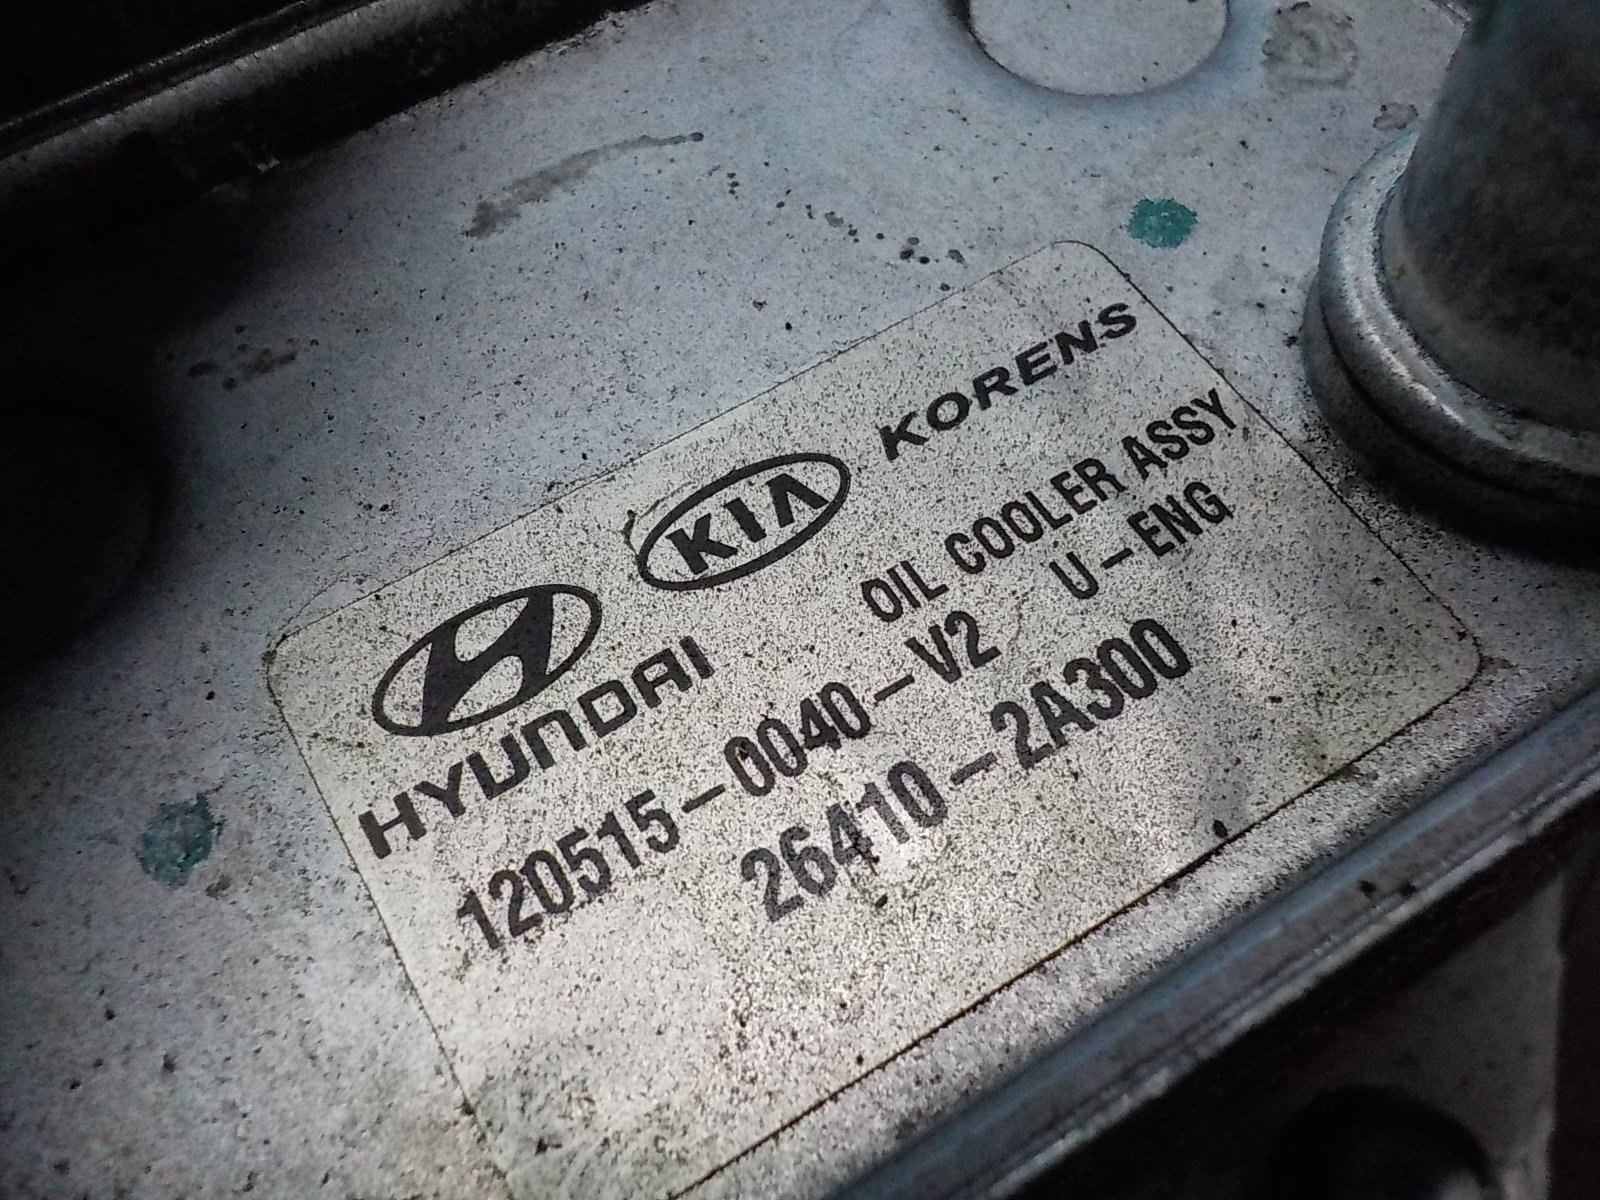 HYUNDAI KIA KORENS
OIL COOLER ASSY
120515-0040-V2 U-ENG
26410-2A300